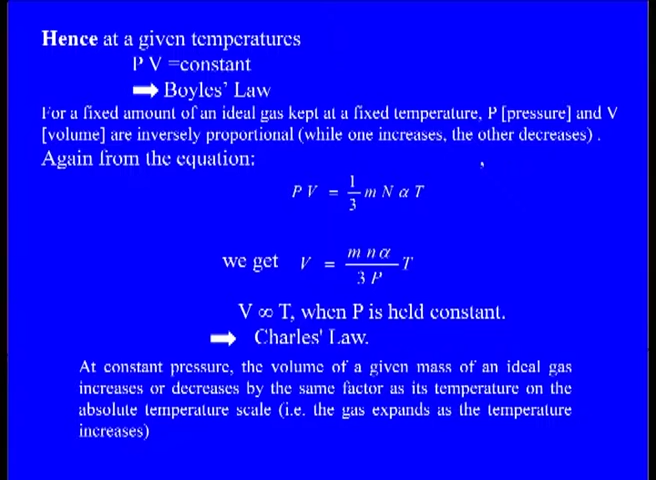 Hence at a given temperatures
P V =constant
➡ Boyles’ Law
For a fixed amount of an ideal gas kept at a fixed temperature, P [pressure] and V
[volume] are inversely proportional (while one increases, the other decreases) .
Again from the equation: ,
P V = 1/3 m N α T
we get V = m n α / 3 P T
V ∞ T, when P is held constant.
➡ Charles' Law.
At constant pressure, the volume of a given mass of an ideal gas
increases or decreases by the same factor as its temperature on the
absolute temperature scale (i.e. the gas expands as the temperature
increases)